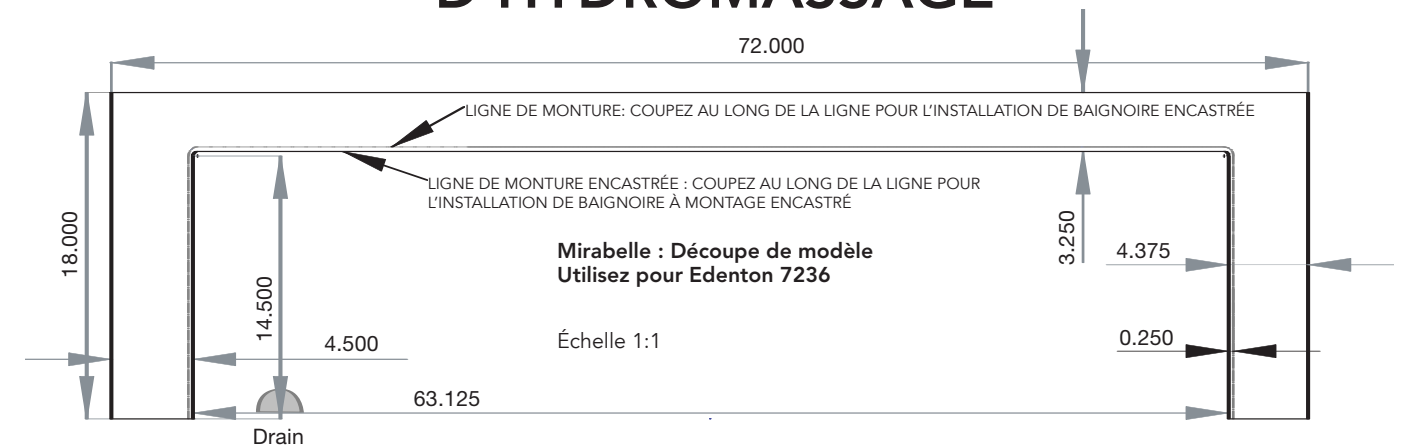 D'HYDROMASSAGE
72.000
LIGNE DE MONTURE: COUPEZ AU LONG DE LA LIGNE POUR L'INSTALLATION DE BAIGNOIRE ENCASTRÉE
LIGNE DE MONTURE ENCASTRÉE : COUPEZ AU LONG DE LA LIGNE POUR
L'INSTALLATION DE BAIGNOIRE À MONTAGE ENCASTRÉ
18.000
14.500
4.500
Mirabelle : Découpe de modèle
Utilisez pour Edenton 7236
Échelle 1:1
3.250
4.375
0.250
63.125
Drain